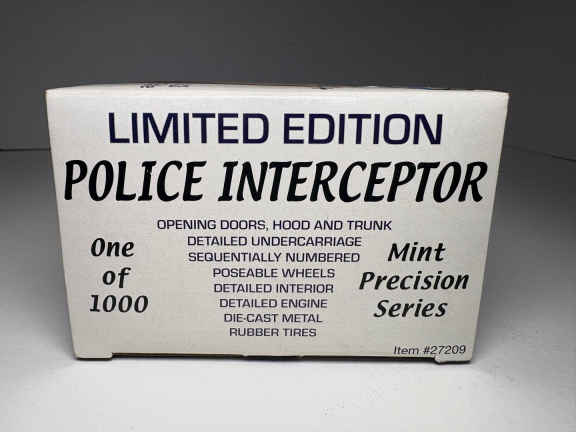 LIMITED EDITION
POLICE INTERCEPTOR
OPENING DOORS, HOOD AND TRUNK
DETAILED UNDERCARRIAGE
SEQUENTIALLY NUMBERED
POSEABLE WHEELS
DETAILED INTERIOR
DETAILED ENGINE
DIE-CAST METAL
RUBBER TIRES
One
of
1000
Mint
Precision
Series
Item #27209